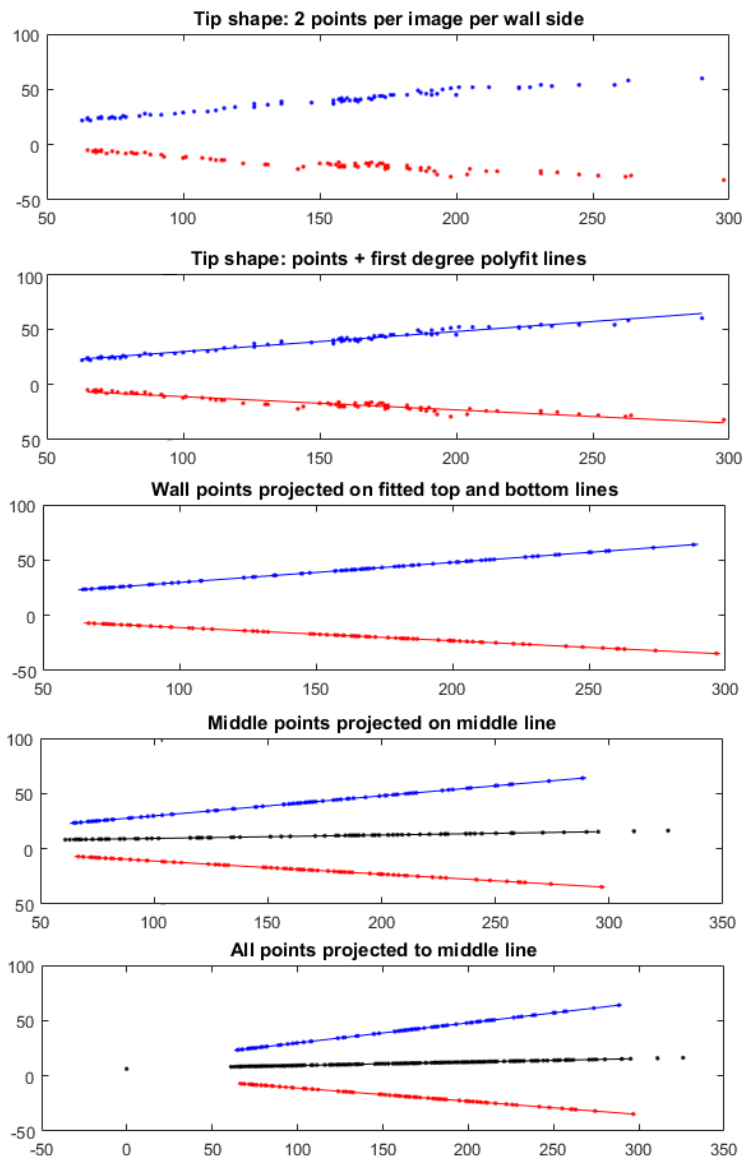 Tip shape: 2 points per image per wall side
100
50
0
-50
50 100 150 200 250 300
Tip shape: points + first degree polyfit lines
100
50
0
50
50 100 150 200 250 300
Wall points projected on fitted top and bottom lines
100
50
0
-50
50 100 150 200 250 300
Middle points projected on middle line
100
50
0
50
50 100 150 200 250 300 350
All points projected to middle line
100
50
0
-50
50 0 50 100 150 200 250 300 350